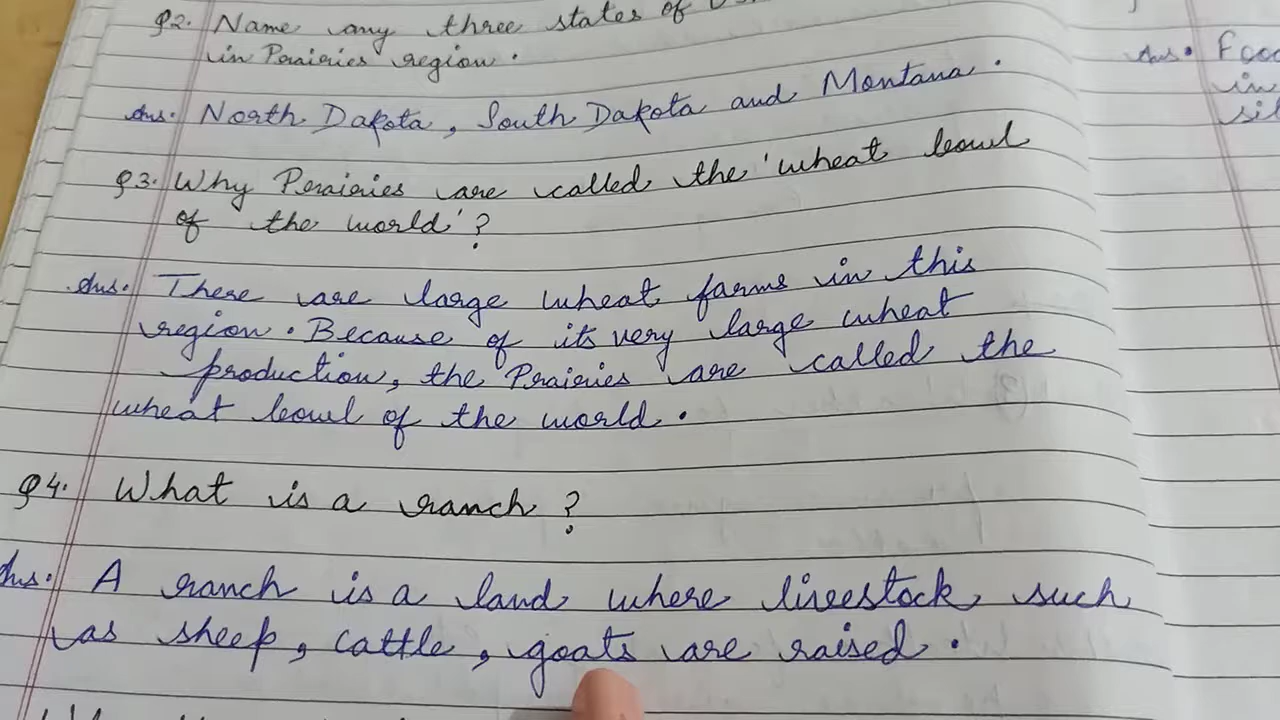 Q2. Name any three states of
in Prairies region.
Ans. North Dakota, South Dakota and Montana.
Q3. Why Prairies are called the 'wheat bowl
of the world'?
Ans. There are large wheat farms in this
region. Because of its very large wheat
production, the Prairies are called the
wheat bowl of the world.
Q4. What is a ranch?
Ans. A ranch is a land where livestock such
as sheep, cattle, goats are raised.
Ans.
in